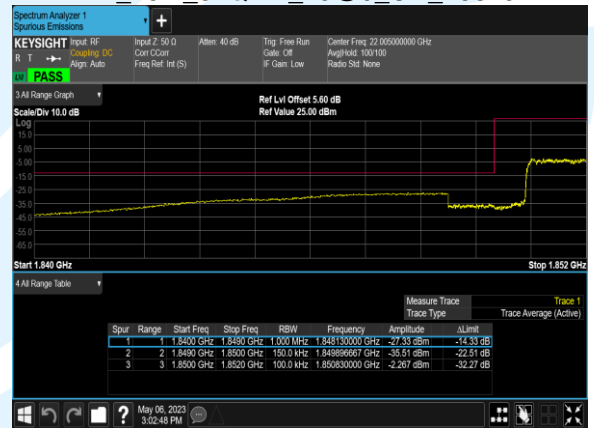 Spectrum Analyzer 1
Spurious Emissions
KEYSIGHT Input: RF Input Z: 50 Ω Atten: 40 dB Trig: Free Run Center Freq: 22.005000000 GHz
R T Coupling: DC Corr CCorr Gate: Off Avg|Hold: 100/100
Align: Auto Freq Ref: Int (S) IF Gain: Low Radio Std: None
PASS
3 All Range Graph
Ref Lvl Offset 5.60 dB
Scale/Div 10.0 dB Ref Value 25.00 dBm
Log
15.0
5.00
-5.00
-15.0
-25.0
-35.0
-45.0
-55.0
-65.0
Start 1.840 GHz Stop 1.852 GHz
4 All Range Table
Measure Trace Trace 1
Trace Type Trace Average (Active)
Spur Range Start Freq Stop Freq RBW Frequency Amplitude ΔLimit
1 1 1.8400 GHz 1.8490 GHz 1.000 MHz 1.848130000 GHz -27.33 dBm -14.33 dB
2 2 1.8490 GHz 1.8500 GHz 150.0 kHz 1.849896667 GHz -35.51 dBm -22.51 dB
3 3 1.8500 GHz 1.8520 GHz 100.0 kHz 1.850830000 GHz -2.267 dBm -32.27 dB
? May 06, 2023
3:02:48 PM